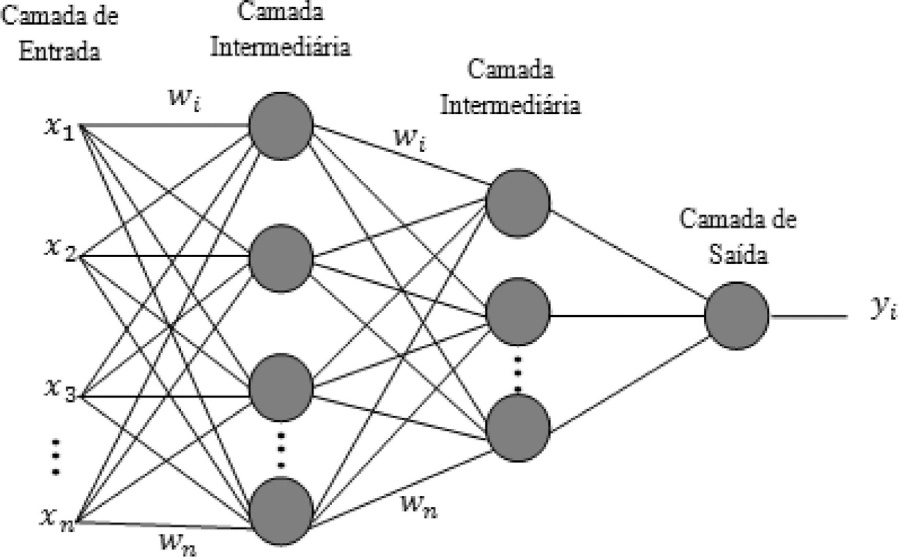 Camada de
Entrada
Camada
Intermediária
Camada
Intermediária
Camada de
Saída
w_i
w_i
x_1
x_2
x_3
x_n
w_n
w_n
y_i